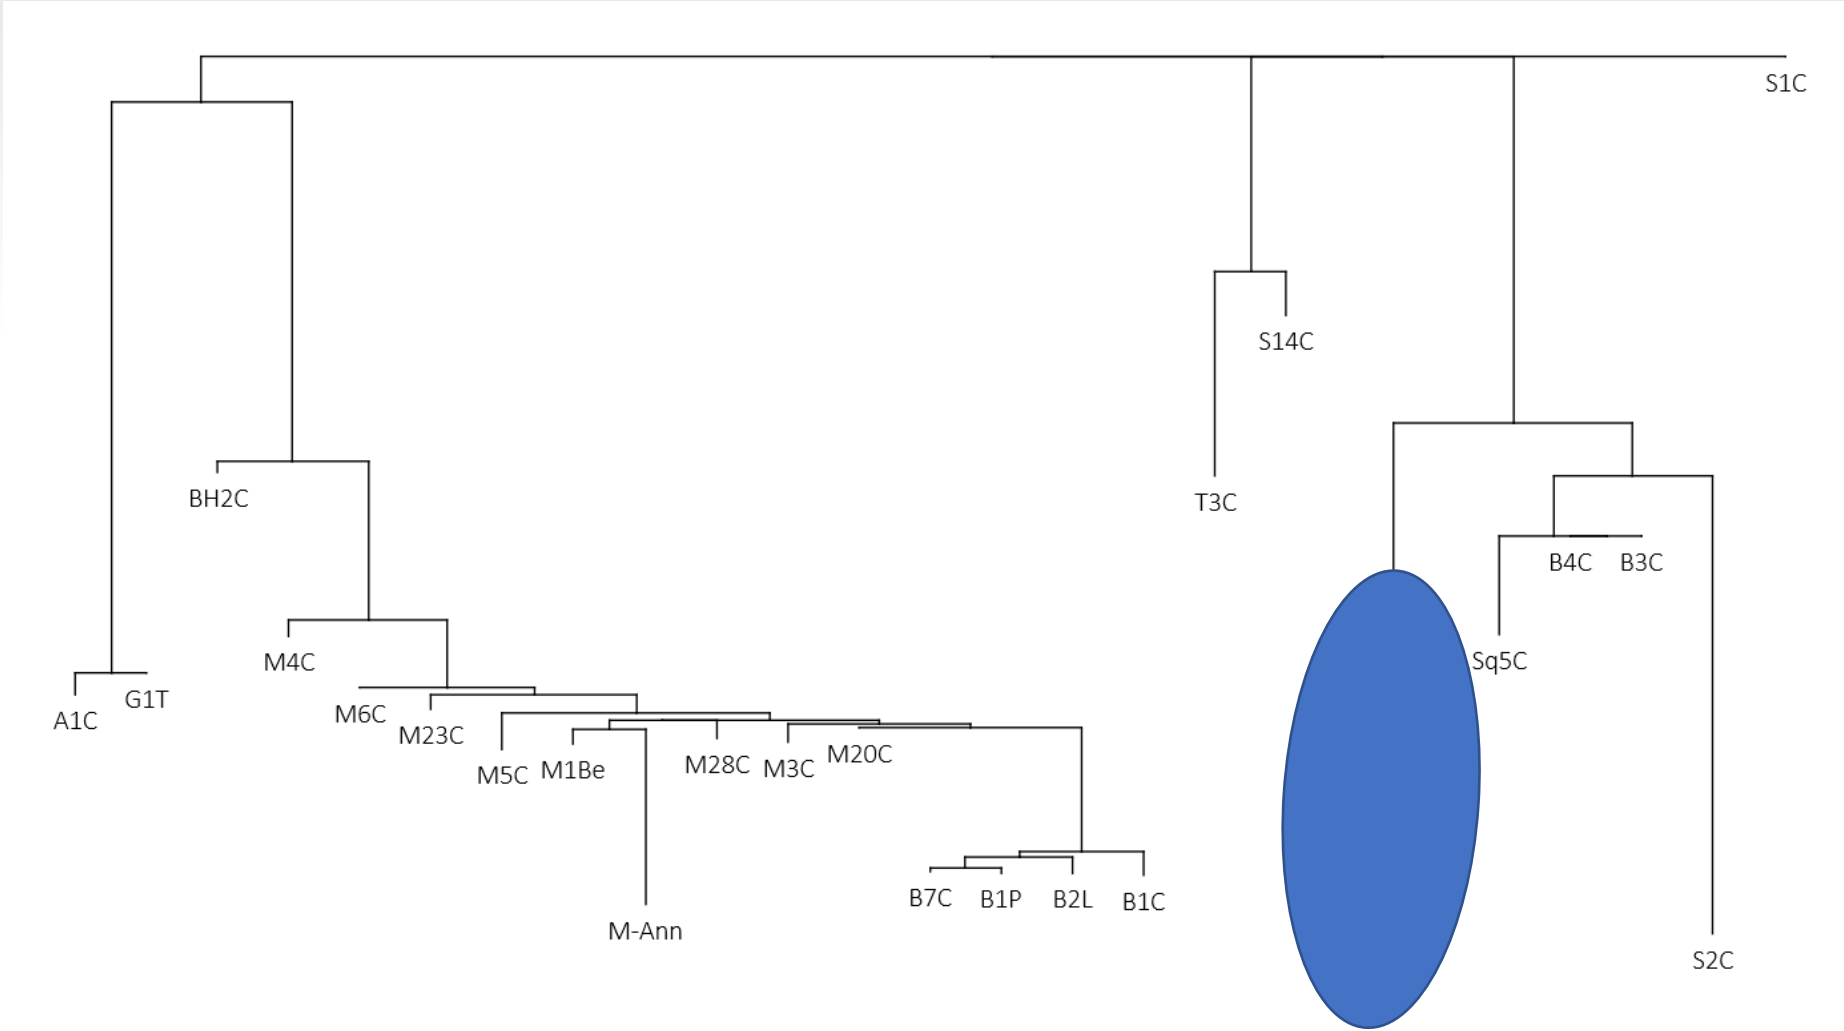 S1C
S14C
BH2C
T3C
B4C
B3C
M4C
Sq5C
A1C
G1T
M6C
M23C
M5C
M1Be
M28C
M3C
M20C
B7C
B1P
B2L
B1C
M-Ann
S2C